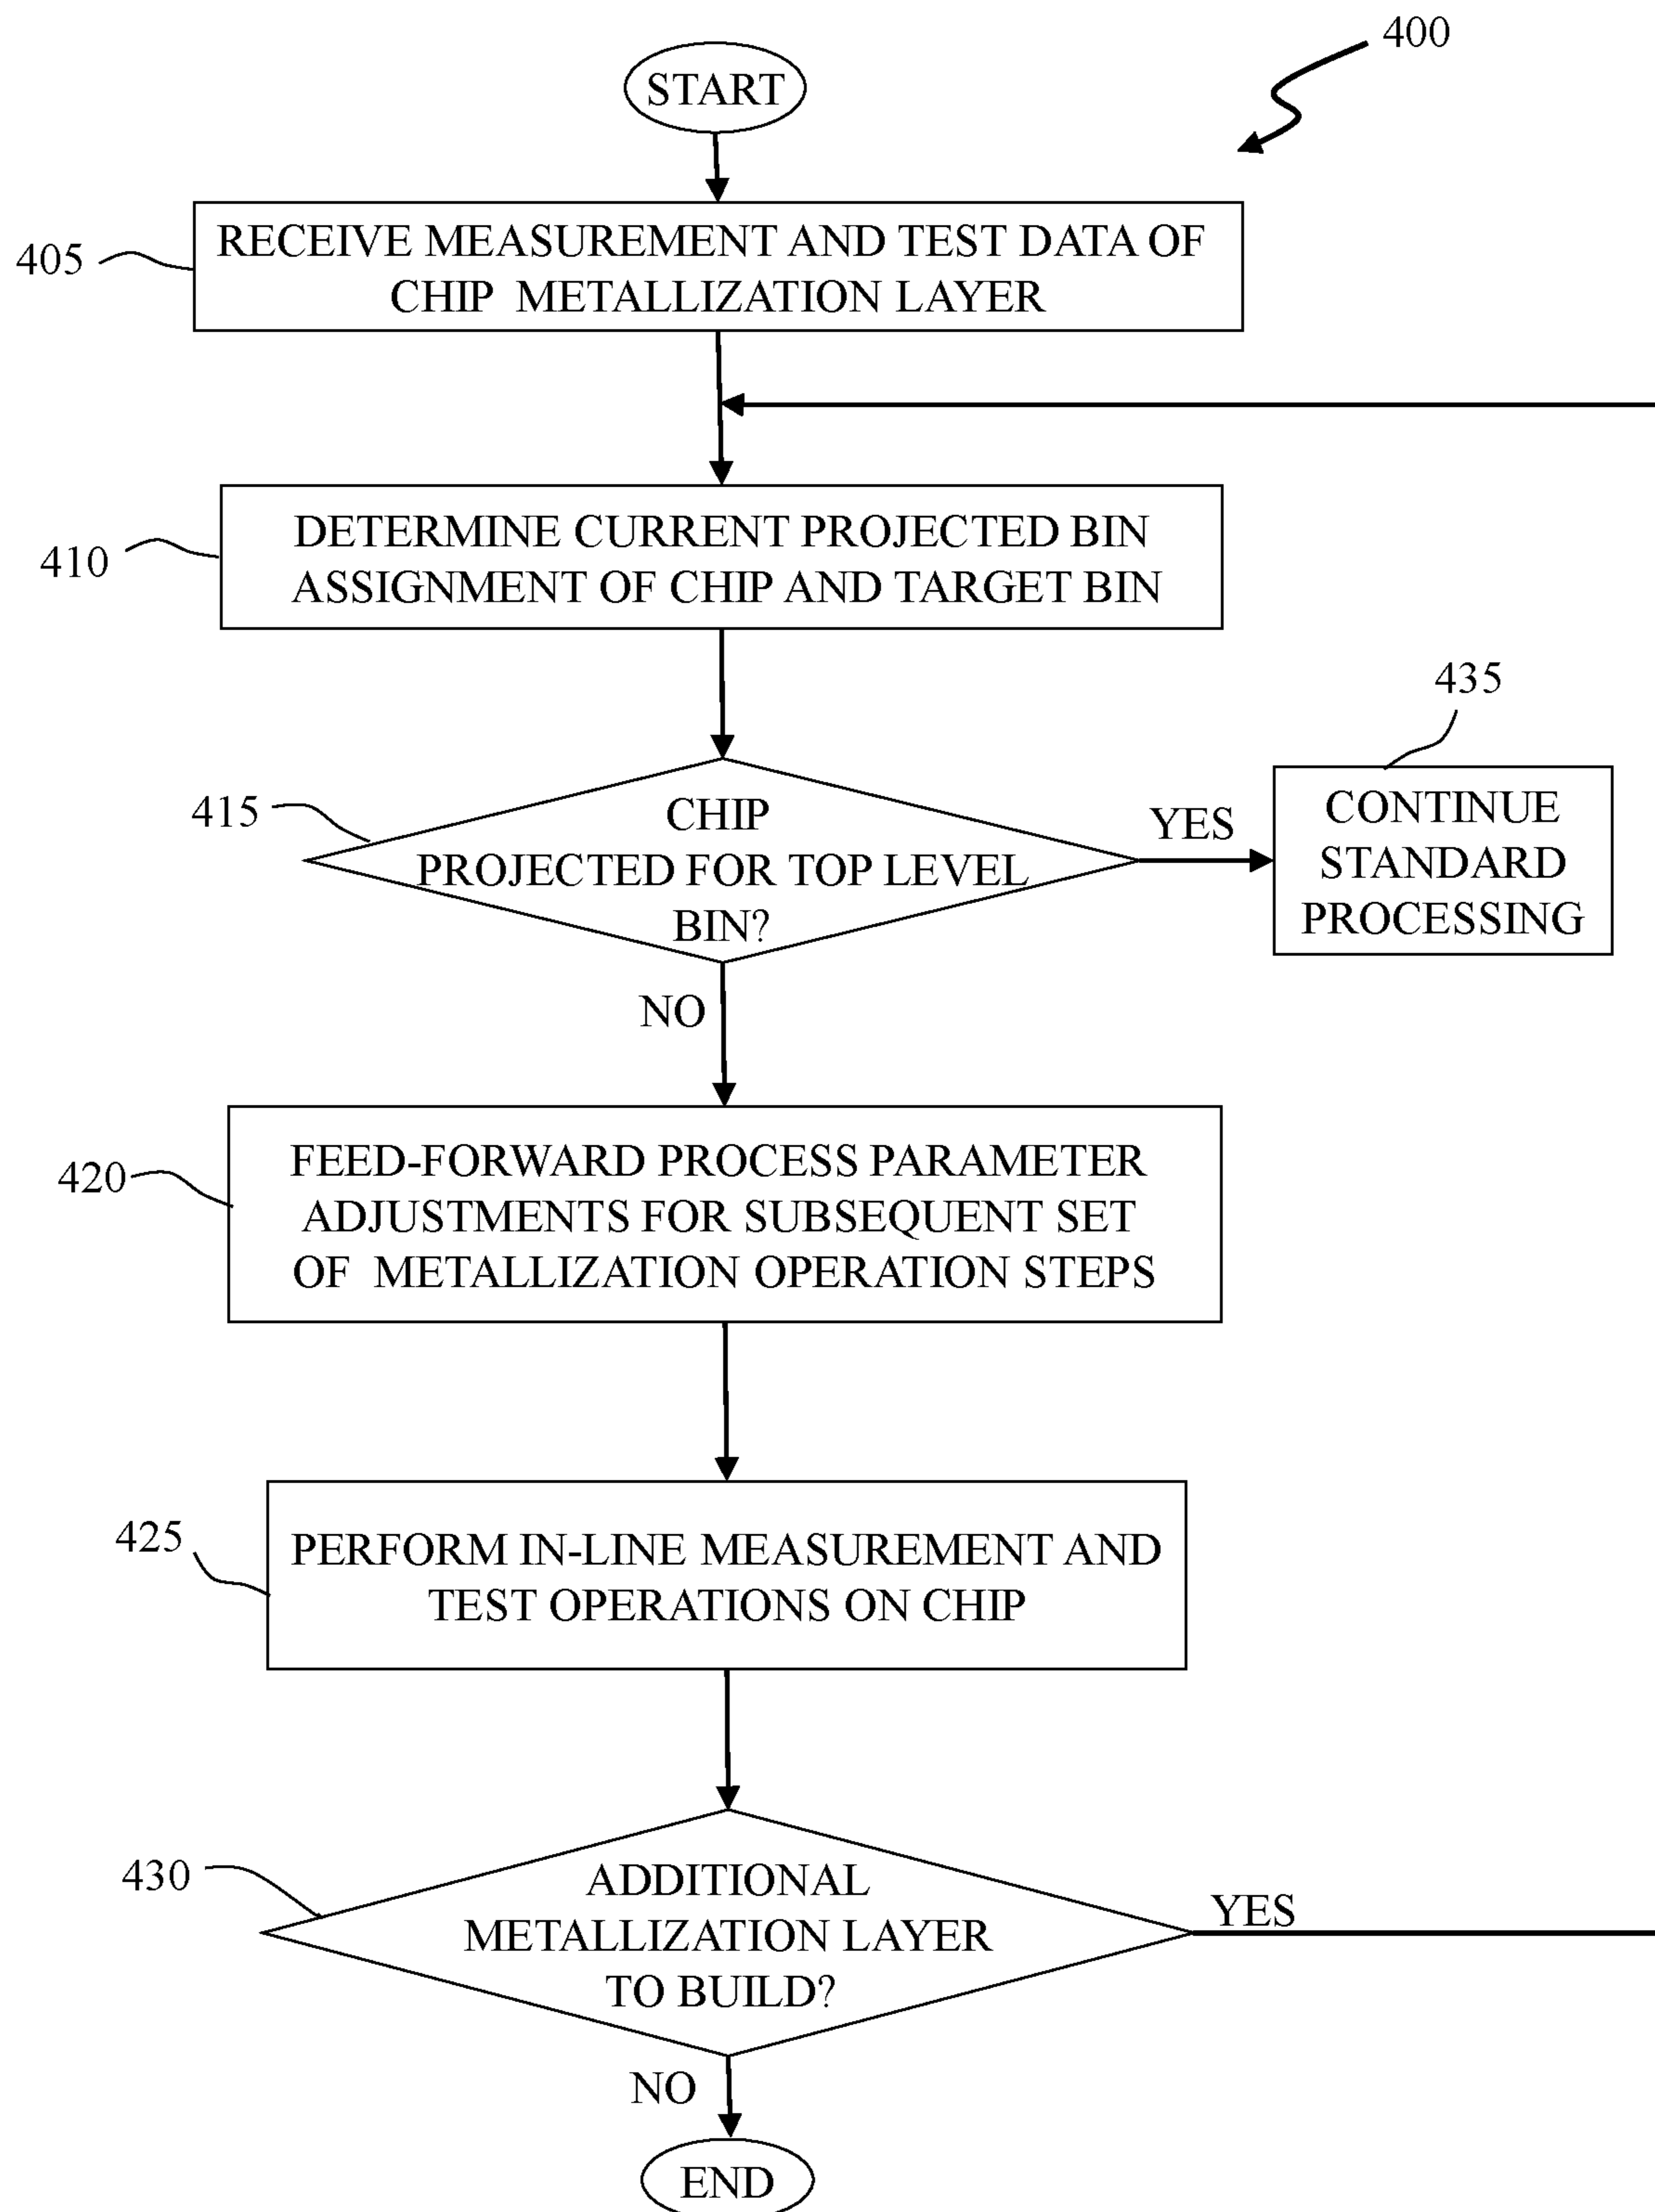 400
START
405
RECEIVE MEASUREMENT AND TEST DATA OF
CHIP METALLIZATION LAYER
410
DETERMINE CURRENT PROJECTED BIN
ASSIGNMENT OF CHIP AND TARGET BIN
415
CHIP
PROJECTED FOR TOP LEVEL
BIN?
YES
435
CONTINUE
STANDARD
PROCESSING
NO
420
FEED-FORWARD PROCESS PARAMETER
ADJUSTMENTS FOR SUBSEQUENT SET
OF METALLIZATION OPERATION STEPS
425
PERFORM IN-LINE MEASUREMENT AND
TEST OPERATIONS ON CHIP
430
ADDITIONAL
METALLIZATION LAYER
TO BUILD?
YES
NO
END